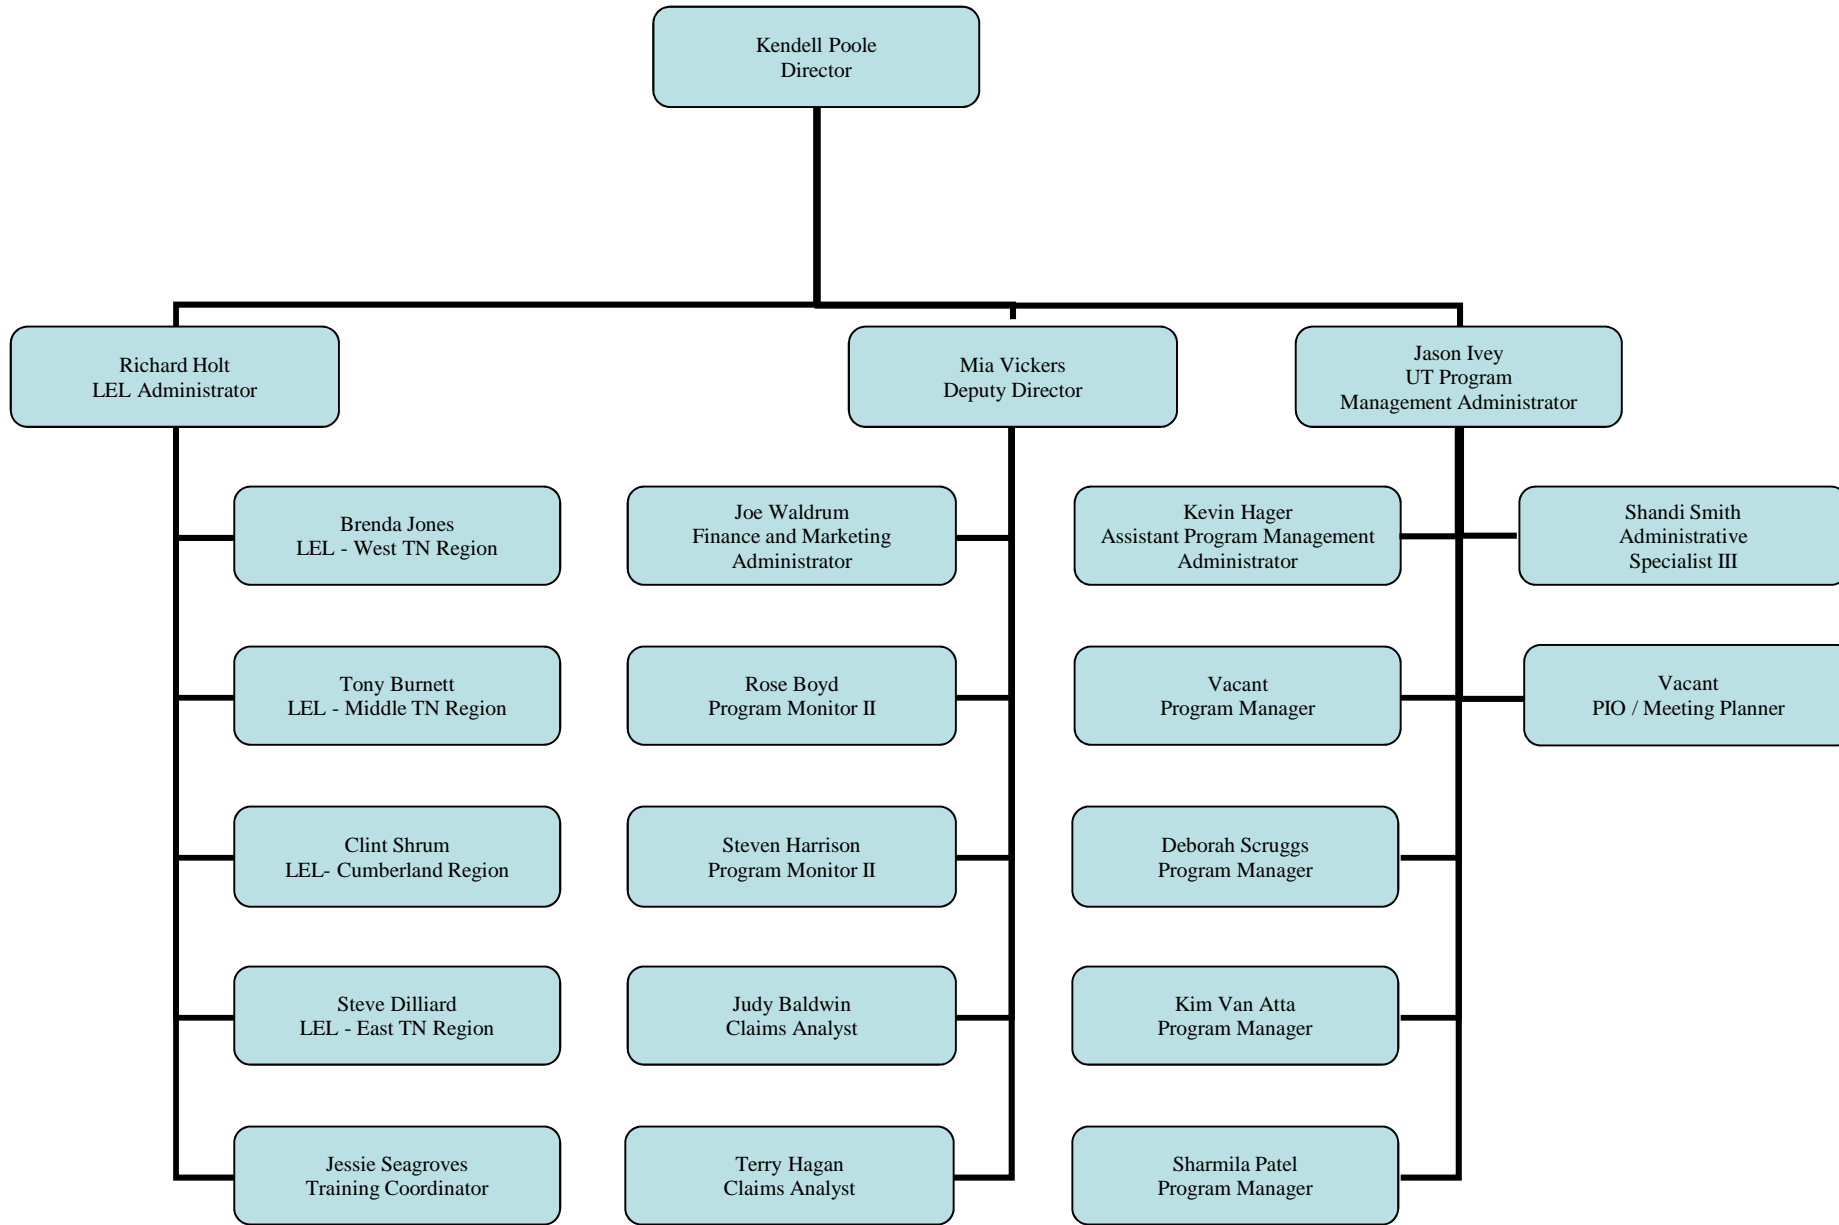 Kendell Poole
Director
Richard Holt
LEL Administrator
Mia Vickers
Deputy Director
Jason Ivey
UT Program
Management Administrator
Brenda Jones
LEL - West TN Region
Joe Waldrum
Finance and Marketing
Administrator
Kevin Hager
Assistant Program Management
Administrator
Shandi Smith
Administrative
Specialist III
Tony Burnett
LEL - Middle TN Region
Rose Boyd
Program Monitor II
Vacant
Program Manager
Vacant
PIO / Meeting Planner
Clint Shrum
LEL- Cumberland Region
Steven Harrison
Program Monitor II
Deborah Scruggs
Program Manager
Steve Dilliard
LEL - East TN Region
Judy Baldwin
Claims Analyst
Kim Van Atta
Program Manager
Jessie Seagroves
Training Coordinator
Terry Hagan
Claims Analyst
Sharmila Patel
Program Manager